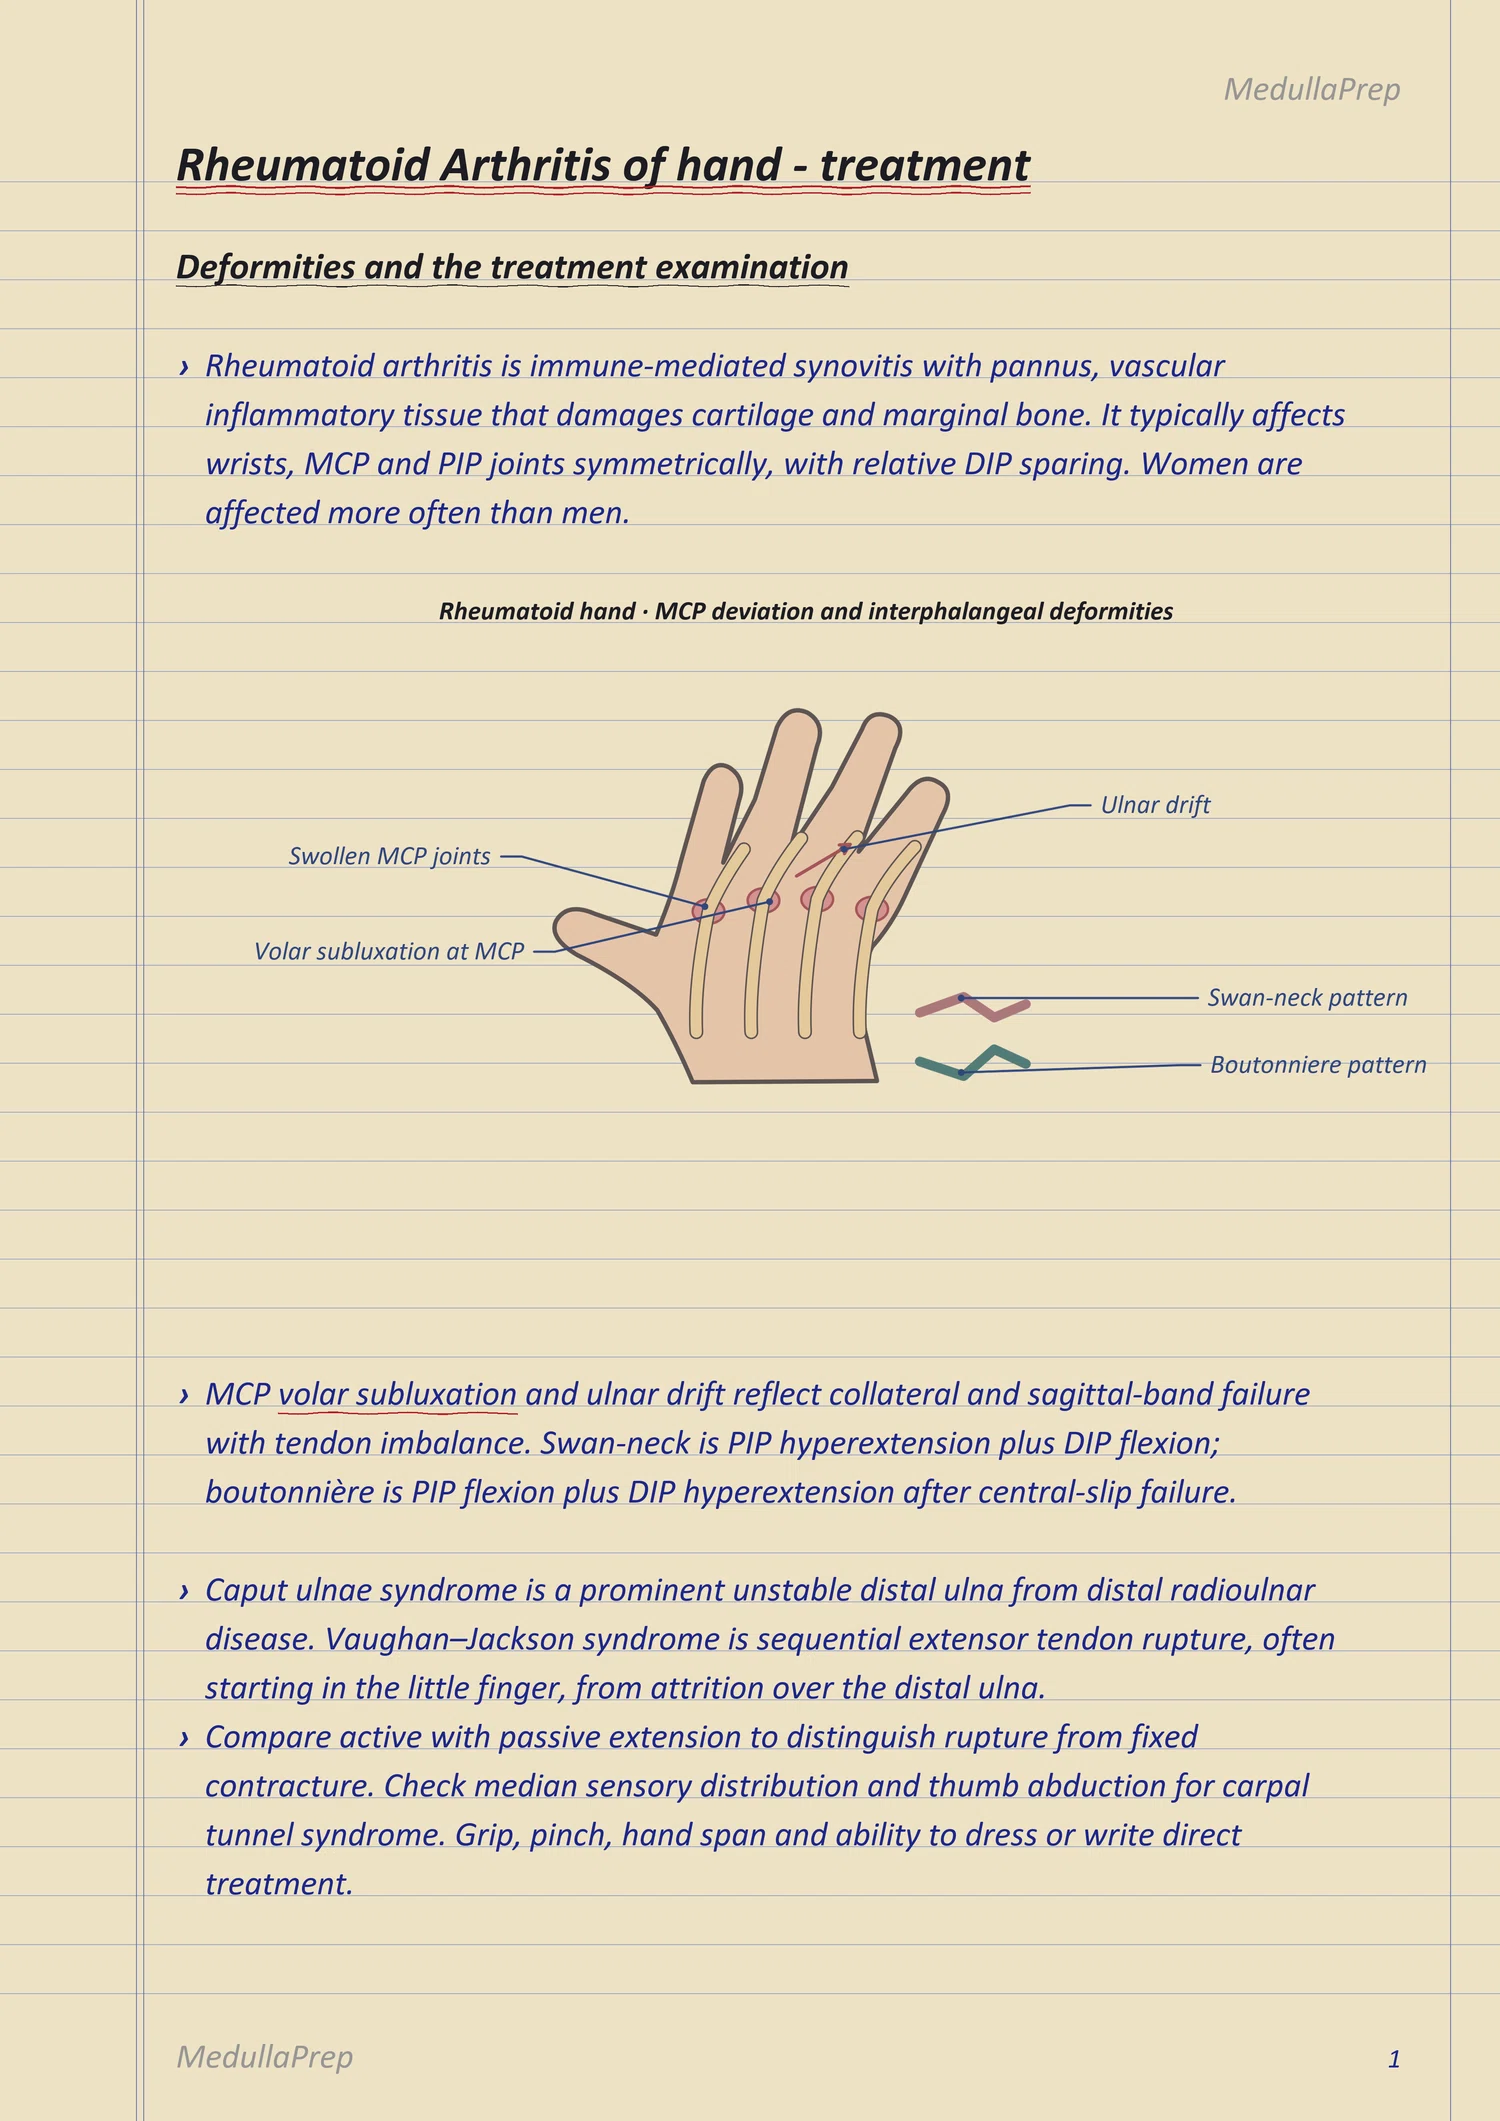 MedullaPrep
Rheumatoid Arthritis of hand - treatment
Deformities and the treatment examination
› Rheumatoid arthritis is immune-mediated synovitis with pannus, vascular
inflammatory tissue that damages cartilage and marginal bone. It typically affects
wrists, MCP and PIP joints symmetrically, with relative DIP sparing. Women are
affected more often than men.
Rheumatoid hand · MCP deviation and interphalangeal deformities
Ulnar drift
Swollen MCP joints
Volar subluxation at MCP
Swan-neck pattern
Boutonniere pattern
› MCP volar subluxation and ulnar drift reflect collateral and sagittal-band failure
with tendon imbalance. Swan-neck is PIP hyperextension plus DIP flexion;
boutonnière is PIP flexion plus DIP hyperextension after central-slip failure.
› Caput ulnae syndrome is a prominent unstable distal ulna from distal radioulnar
disease. Vaughan–Jackson syndrome is sequential extensor tendon rupture, often
starting in the little finger, from attrition over the distal ulna.
› Compare active with passive extension to distinguish rupture from fixed
contracture. Check median sensory distribution and thumb abduction for carpal
tunnel syndrome. Grip, pinch, hand span and ability to dress or write direct
treatment.
MedullaPrep
1